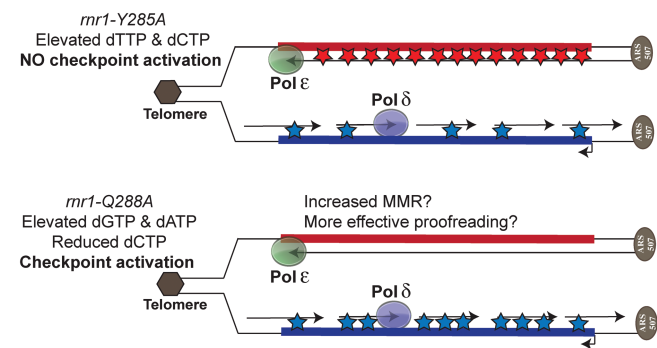 rnr1-Y285A
Elevated dTTP & dCTP
NO checkpoint activation
Telomere
Pol ε
Pol δ
ARS
507
ARS
507
rnr1-Q288A
Elevated dGTP & dATP
Reduced dCTP
Checkpoint activation
Telomere
Increased MMR?
More effective proofreading?
Pol ε
Pol δ
ARS
507
ARS
507